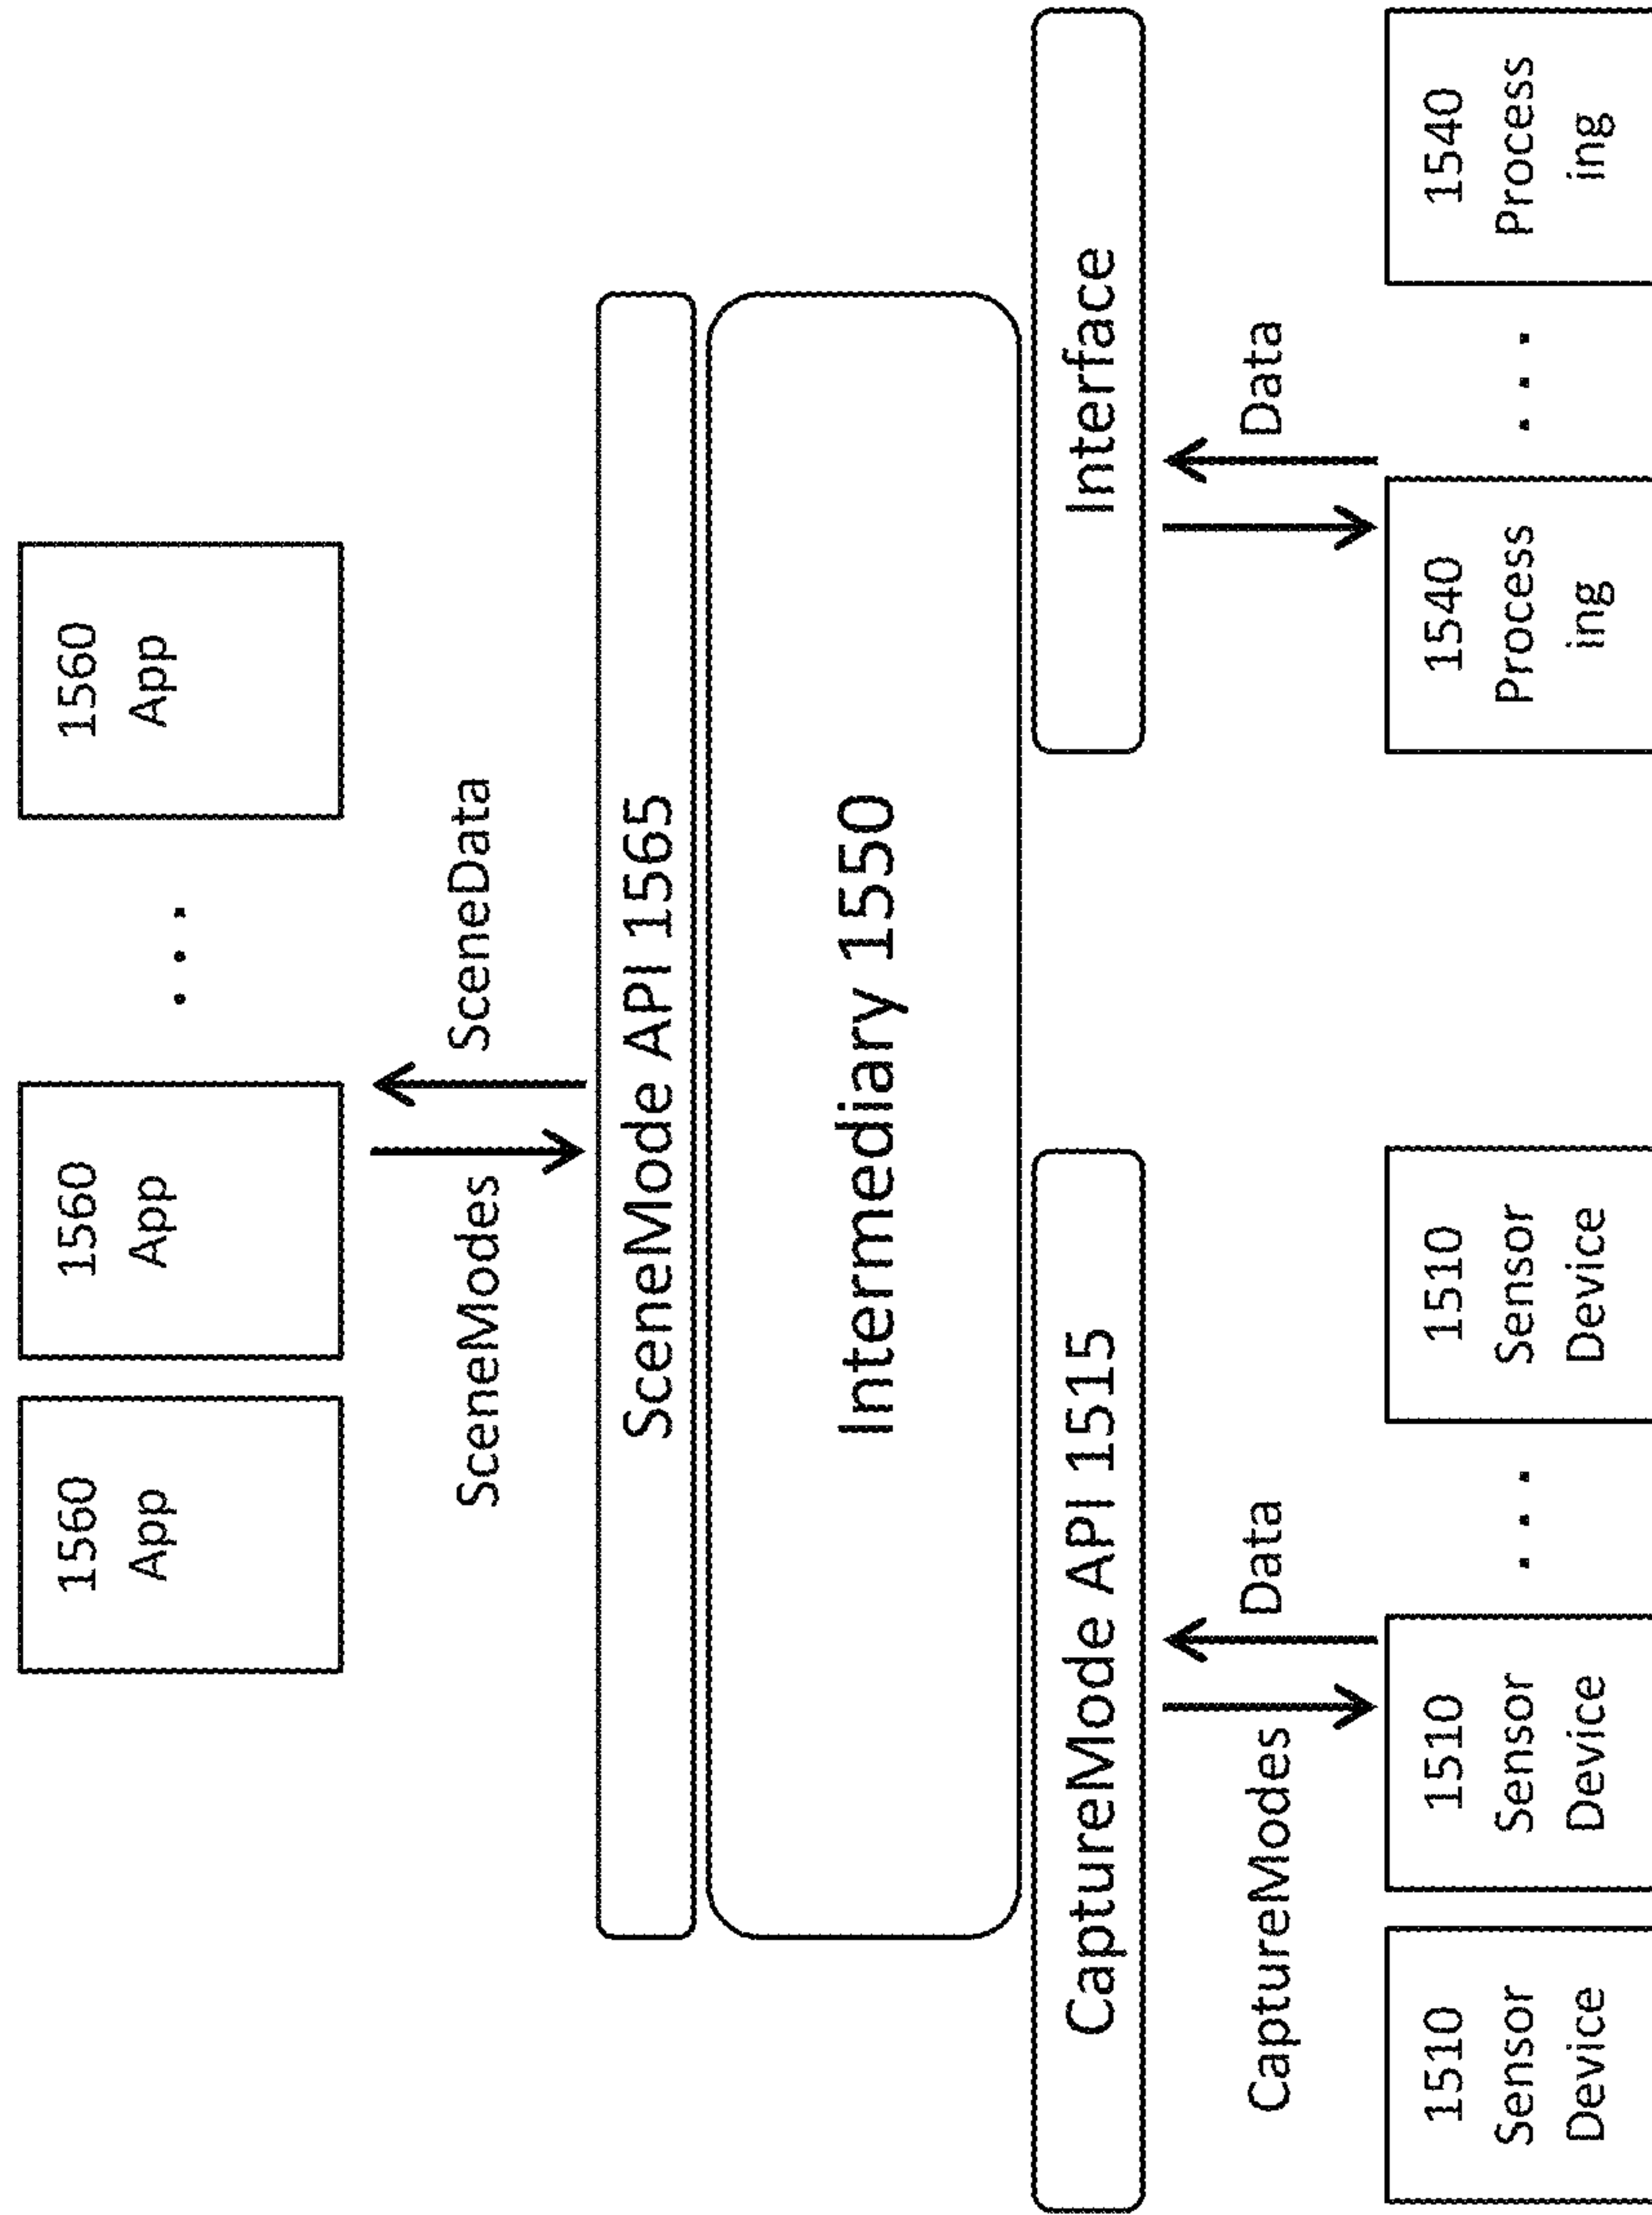 1560
App
1560
App
. . .
1560
App
SceneModes
SceneData
SceneMode API 1565
Intermediary 1550
CaptureMode API 1515
Interface
CaptureModes
Data
Data
1510
Sensor
Device
1510
Sensor
Device
. . .
1510
Sensor
Device
1540
Process
ing
. . .
1540
Process
ing